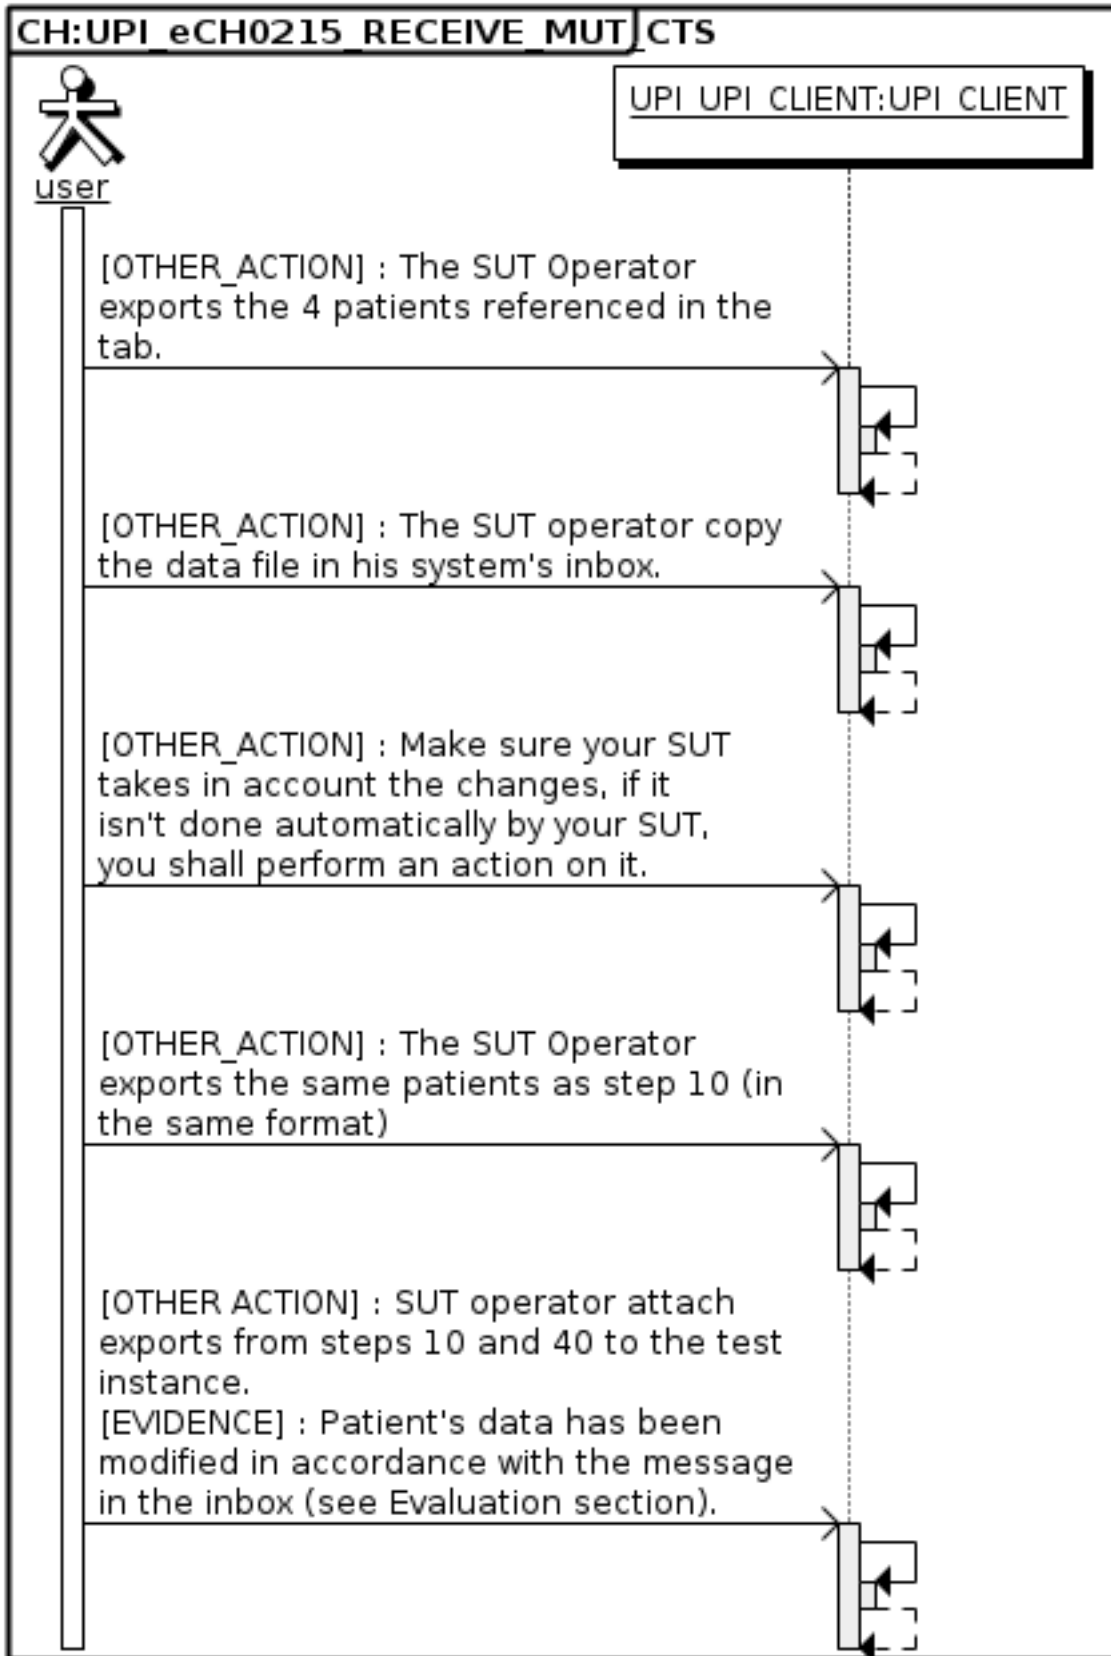 CH:UPI_eCH0215_RECEIVE_MUT_CTS
UPI_UPI_CLIENT:UPI_CLIENT
user
[OTHER_ACTION] : The SUT Operator
exports the 4 patients referenced in the
tab.
[OTHER_ACTION] : The SUT operator copy
the data file in his system's inbox.
[OTHER_ACTION] : Make sure your SUT
takes in account the changes, if it
isn't done automatically by your SUT,
you shall perform an action on it.
[OTHER_ACTION] : The SUT Operator
exports the same patients as step 10 (in
the same format)
[OTHER ACTION] : SUT operator attach
exports from steps 10 and 40 to the test
instance.
[EVIDENCE] : Patient's data has been
modified in accordance with the message
in the inbox (see Evaluation section).